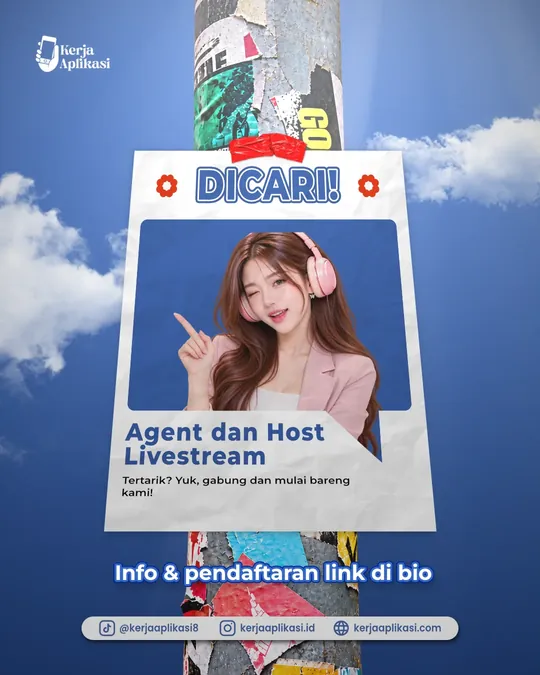 Kerja
Aplikasi
GO
DICARI!
Agent dan Host
Livestream
Tertarik? Yuk, gabung dan mulai bareng
kami!
Info & pendaftaran link di bio
@kerjaaplikasi8
kerjaaplikasi.id
kerjaaplikasi.com